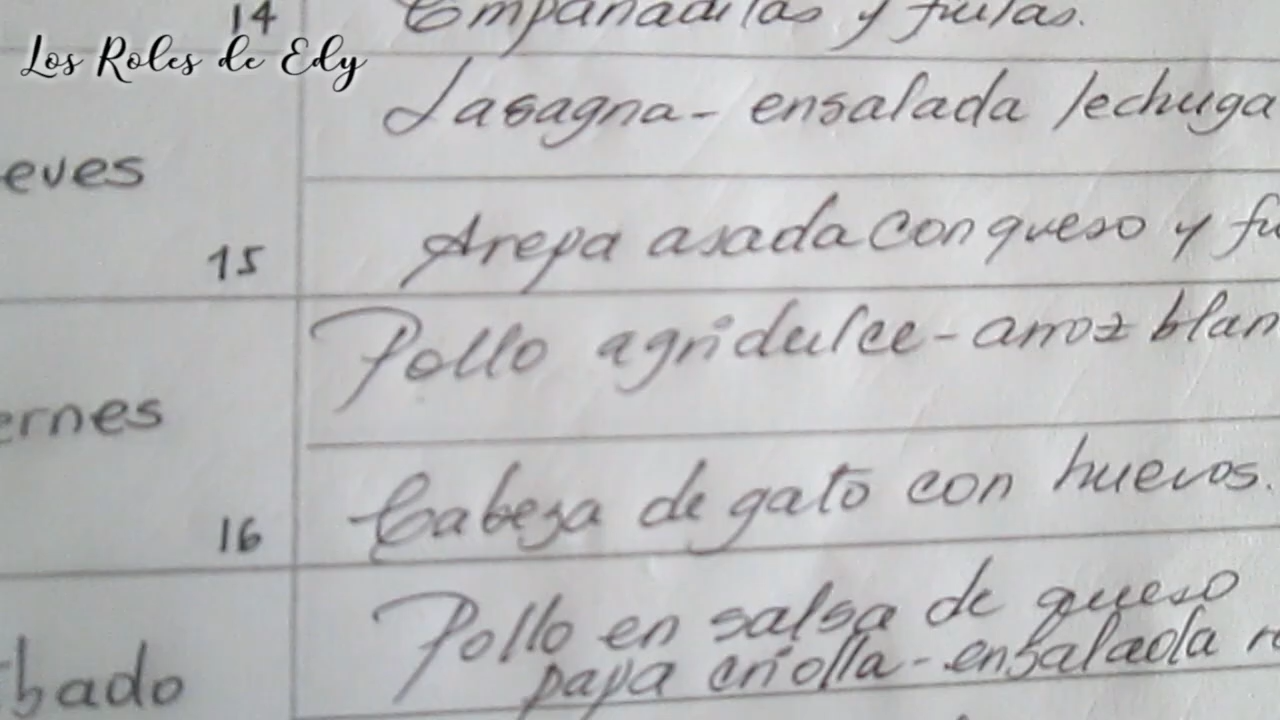 14 Empanaditas y frutas.
Los Roles de Edy
Lasagna - ensalada lechuga
eves
15 Arepa asada con queso y fru
Pollo agridulce - arroz blan
ernes
16 Cabeza de gato con huevos.
Pollo en salsa de queso
bado papa criolla - ensalada r